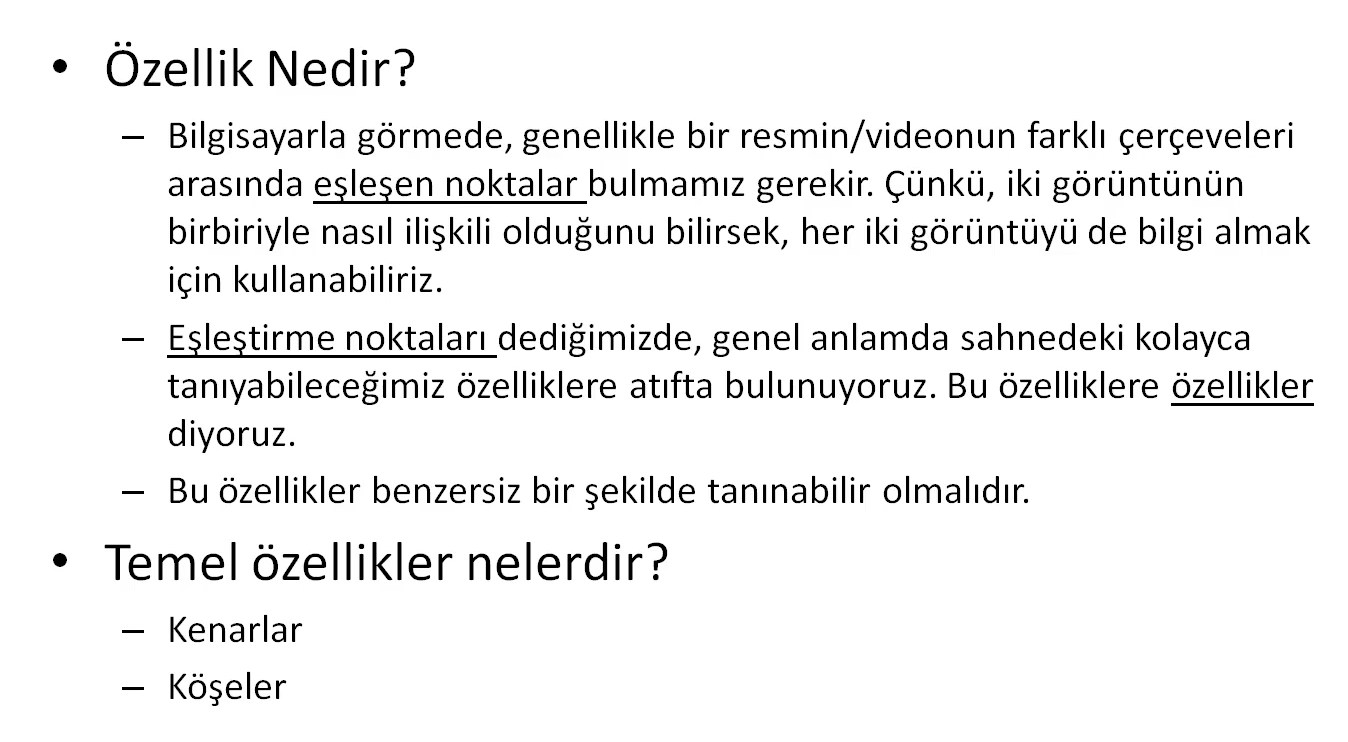 • Özellik Nedir?
– Bilgisayarla görmede, genellikle bir resmin/videonun farklı çerçeveleri
arasında eşleşen noktalar bulmamız gerekir. Çünkü, iki görüntünün
birbiriyle nasıl ilişkili olduğunu bilirsek, her iki görüntüyü de bilgi almak
için kullanabiliriz.
– Eşleştirme noktaları dediğimizde, genel anlamda sahnedeki kolayca
tanıyabileceğimiz özelliklere atıfta bulunuyoruz. Bu özelliklere özellikler
diyoruz.
– Bu özellikler benzersiz bir şekilde tanınabilir olmalıdır.
• Temel özellikler nelerdir?
– Kenarlar
– Köşeler